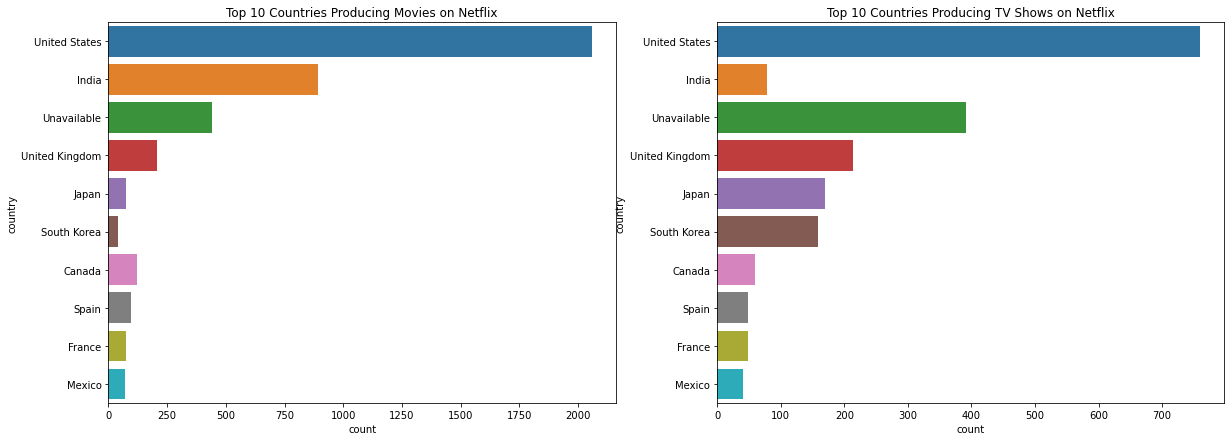 Top 10 Countries Producing Movies on Netflix
United States
India
Unavailable
United Kingdom
Japan
South Korea
Canada
Spain
France
Mexico
country
0 250 500 750 1000 1250 1500 1750 2000
count
Top 10 Countries Producing TV Shows on Netflix
United States
India
Unavailable
United Kingdom
Japan
South Korea
Canada
Spain
France
Mexico
country
0 100 200 300 400 500 600 700
count